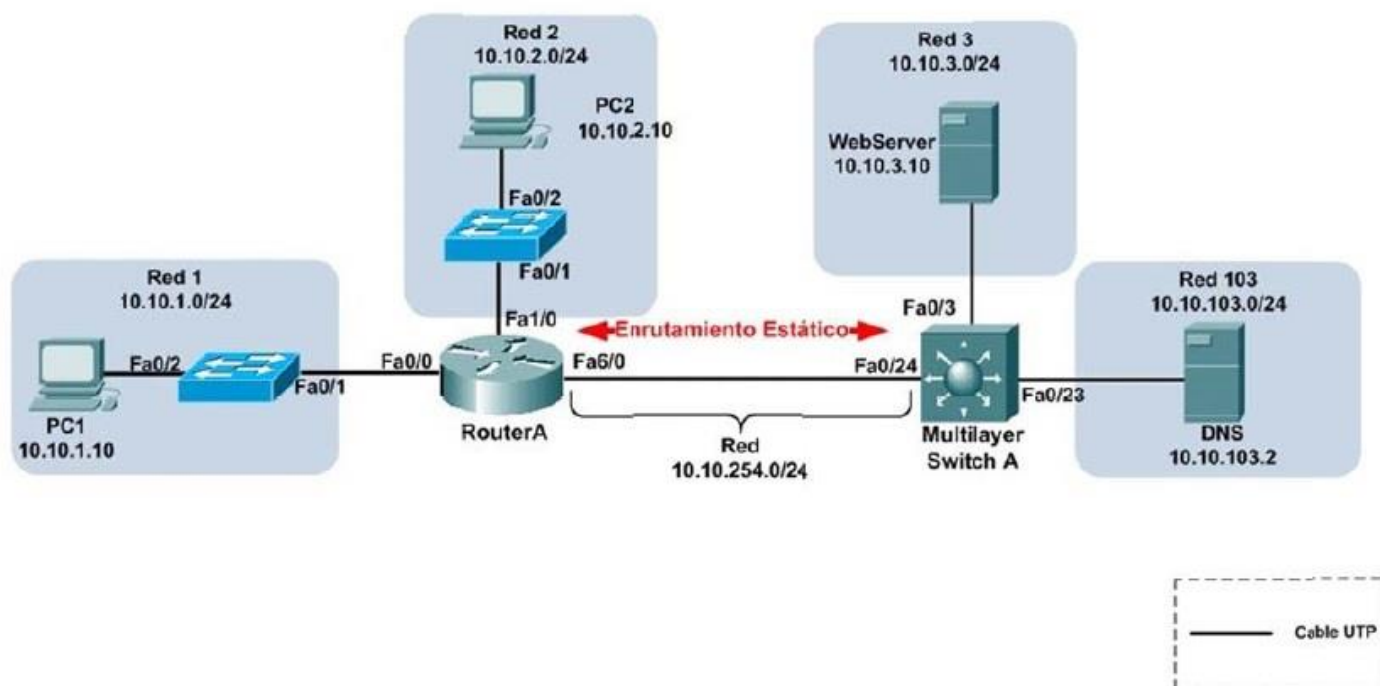 Red 2
10.10.2.0/24
PC2
10.10.2.10
Fa0/2
Fa0/1
Red 3
10.10.3.0/24
WebServer
10.10.3.10
Fa0/3
Red 1
10.10.1.0/24
Fa0/2
Fa0/1
PC1
10.10.1.10
Fa0/0
Fa1/0
Fa6/0
RouterA
Enrutamiento Estático
Red
10.10.254.0/24
Fa0/24
Fa0/23
Multilayer
Switch A
Red 103
10.10.103.0/24
DNS
10.10.103.2
Cable UTP